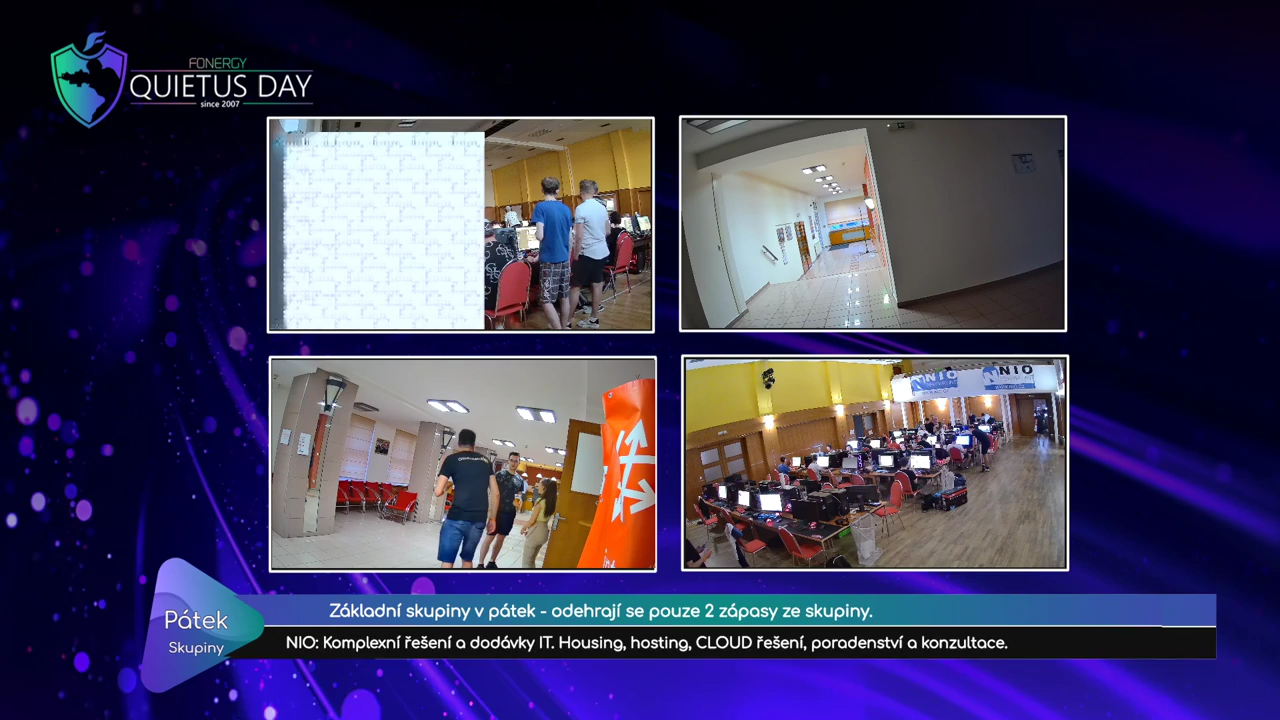 FONERGY
QUIETUS DAY
since 2007
NIO
NIO
Pátek
Skupiny
Základní skupiny v pátek - odehrají se pouze 2 zápasy ze skupiny.
NIO: Komplexní řešení a dodávky IT. Housing, hosting, CLOUD řešení, poradenství a konzultace.